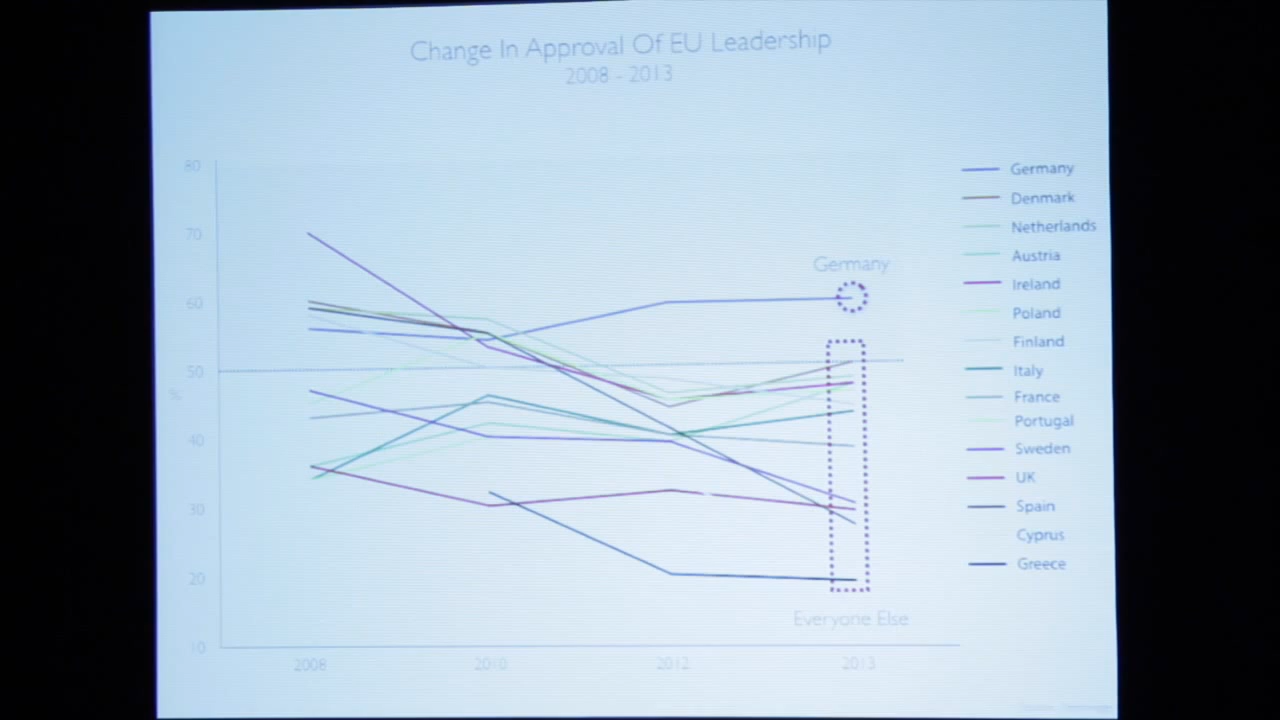 Change In Approval Of EU Leadership
2008 - 2013
80
70
60
50
%
40
30
20
10
2008
2010
2012
2013
Germany
Everyone Else
Germany
Denmark
Netherlands
Austria
Ireland
Poland
Finland
Italy
France
Portugal
Sweden
UK
Spain
Cyprus
Greece